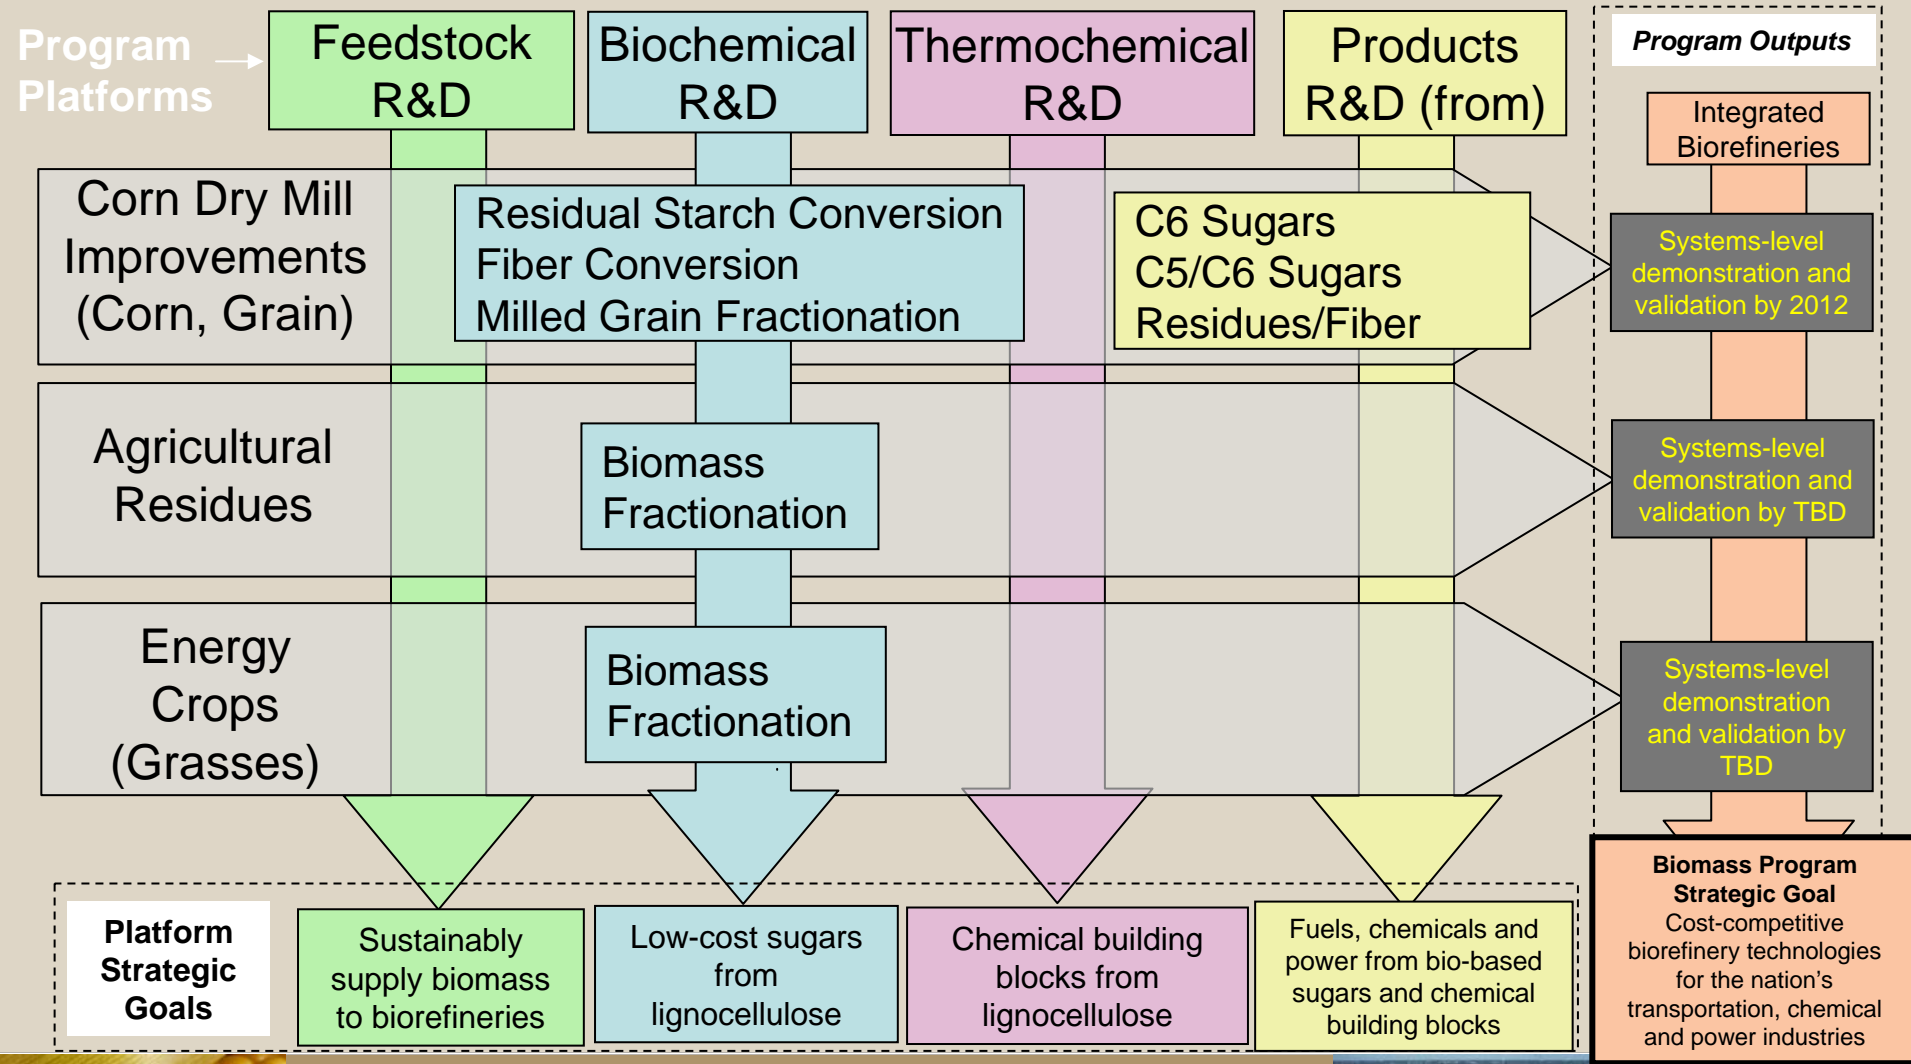 Program
Platforms
Feedstock
R&D
Biochemical
R&D
Thermochemical
R&D
Products
R&D (from)
Program Outputs
Integrated
Biorefineries
Corn Dry Mill
Improvements
(Corn, Grain)
Residual Starch Conversion
Fiber Conversion
Milled Grain Fractionation
C6 Sugars
C5/C6 Sugars
Residues/Fiber
Systems-level
demonstration and
validation by 2012
Agricultural
Residues
Biomass
Fractionation
Systems-level
demonstration and
validation by TBD
Energy
Crops
(Grasses)
Biomass
Fractionation
Systems-level
demonstration
and validation by
TBD
Platform
Strategic
Goals
Sustainably
supply biomass
to biorefineries
Low-cost sugars
from
lignocellulose
Chemical building
blocks from
lignocellulose
Fuels, chemicals and
power from bio-based
sugars and chemical
building blocks
Biomass Program
Strategic Goal
Cost-competitive
biorefinery technologies
for the nation's
transportation, chemical
and power industries